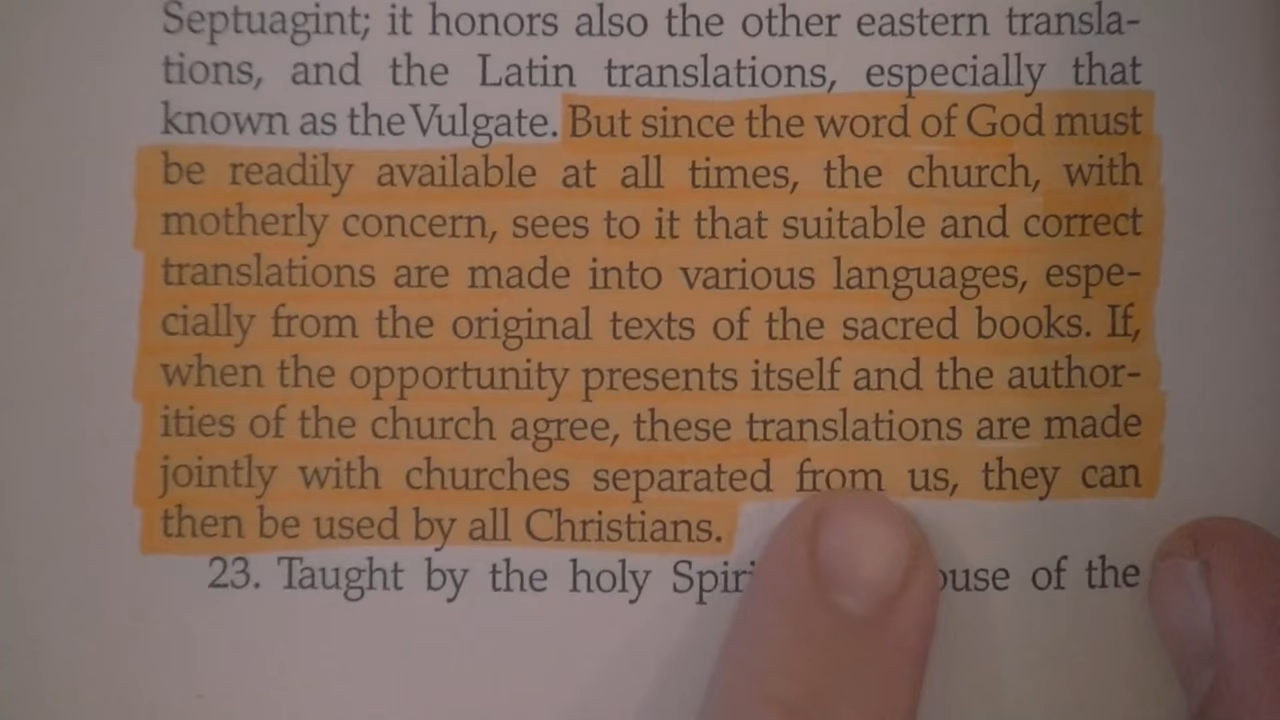 Septuagint; it honors also the other eastern transla-
tions, and the Latin translations, especially that
known as the Vulgate. But since the word of God must
be readily available at all times, the church, with
motherly concern, sees to it that suitable and correct
translations are made into various languages, espe-
cially from the original texts of the sacred books. If,
when the opportunity presents itself and the author-
ities of the church agree, these translations are made
jointly with churches separated from us, they can
then be used by all Christians.
23. Taught by the holy of the